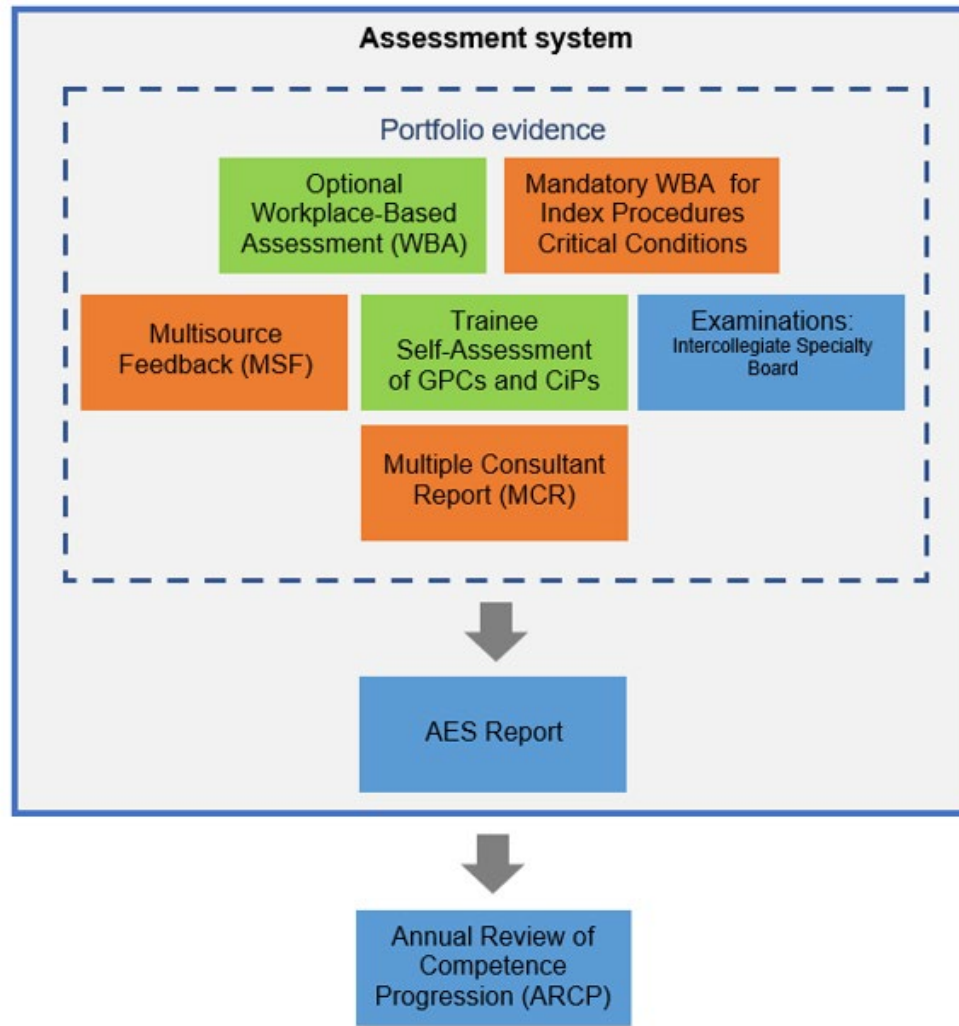 Assessment system
Portfolio evidence
Optional
Workplace-Based
Assessment (WBA)
Mandatory WBA for
Index Procedures
Critical Conditions
Multisource
Feedback (MSF)
Trainee
Self-Assessment
of GPCs and CiPs
Examinations:
Intercollegiate Specialty
Board
Multiple Consultant
Report (MCR)
AES Report
Annual Review of
Competence
Progression (ARCP)